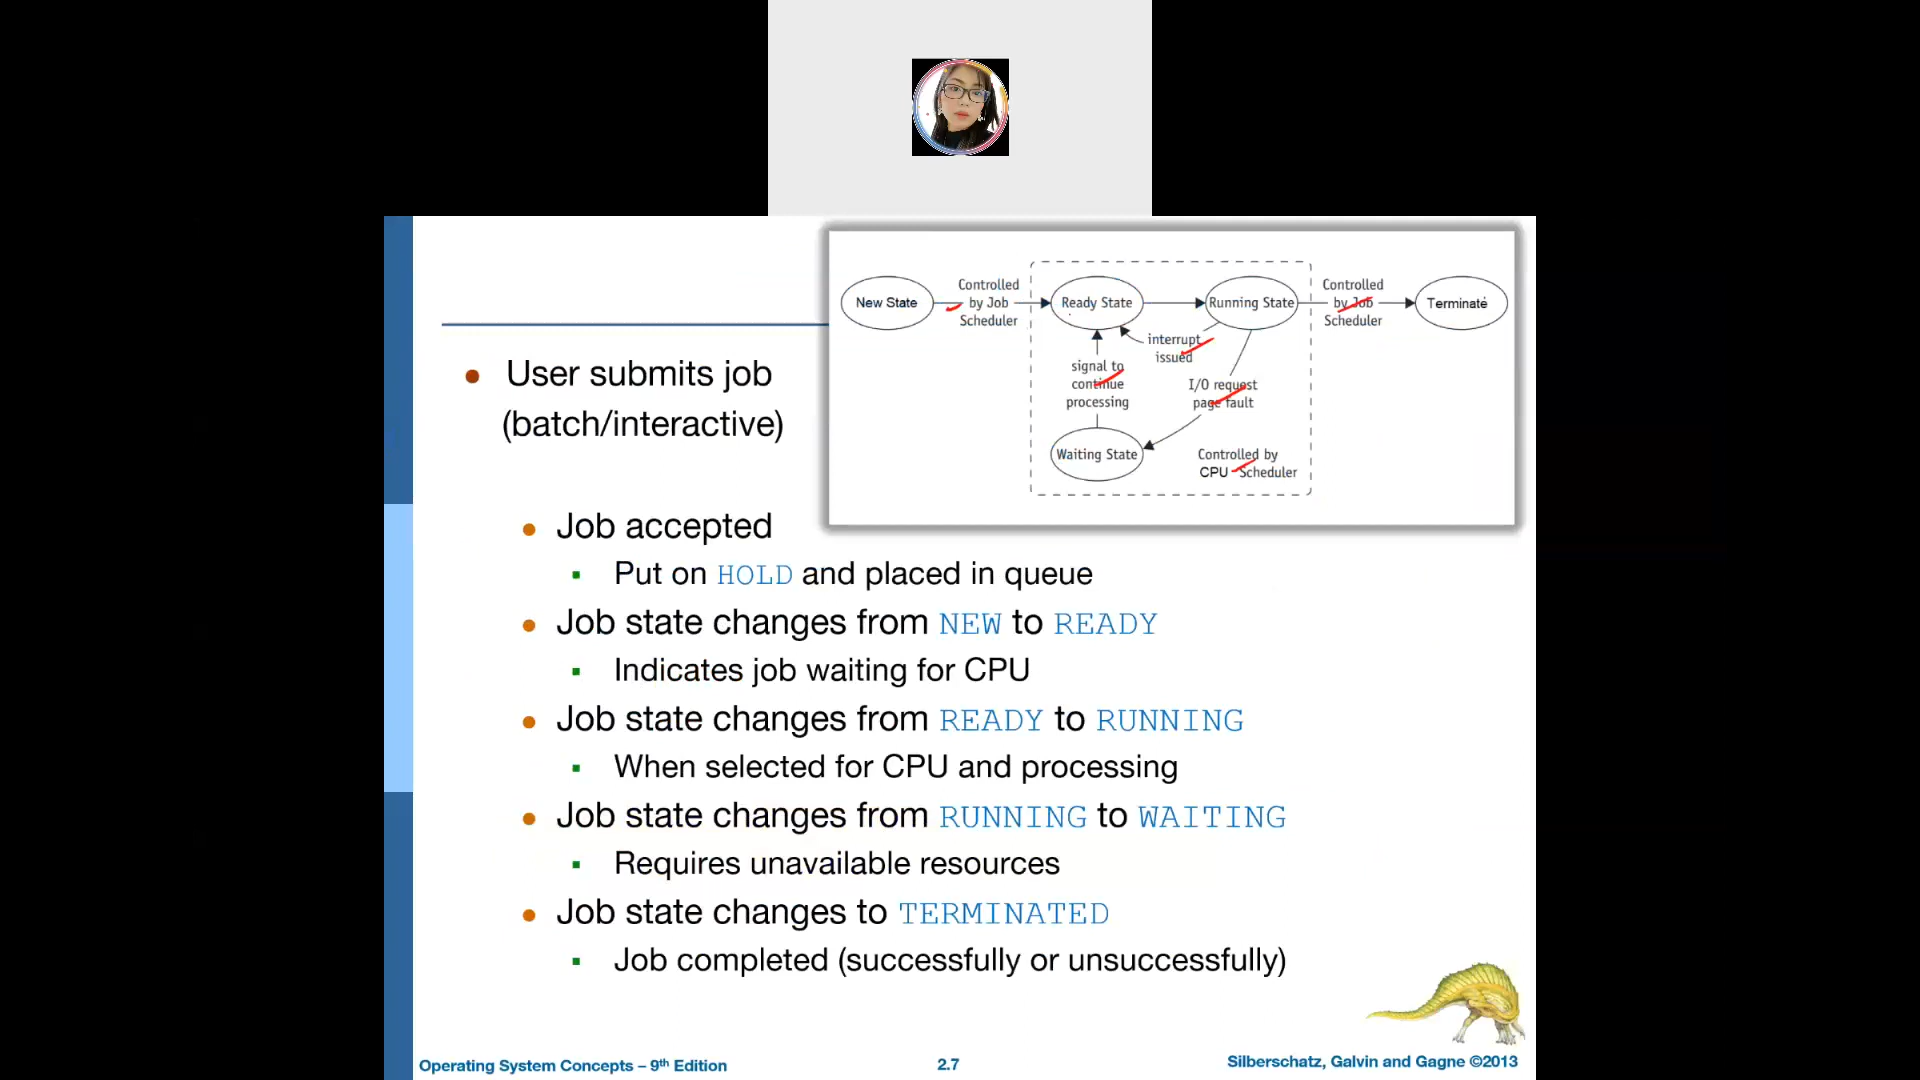 New State
Controlled
by Job
Scheduler
Ready State
Running State
Controlled
by Job
Scheduler
Terminate
interrupt
issued
signal to
continue
processing
I/O request
page fault
Waiting State
Controlled by
CPU Scheduler
User submits job
(batch/interactive)
Job accepted
Put on HOLD and placed in queue
Job state changes from NEW to READY
Indicates job waiting for CPU
Job state changes from READY to RUNNING
When selected for CPU and processing
Job state changes from RUNNING to WAITING
Requires unavailable resources
Job state changes to TERMINATED
Job completed (successfully or unsuccessfully)
Operating System Concepts – 9th Edition
2.7
Silberschatz, Galvin and Gagne ©2013